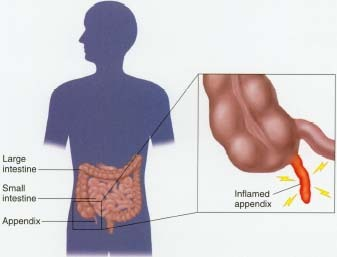 Large
intestine
Small
intestine
Appendix
Inflamed
appendix